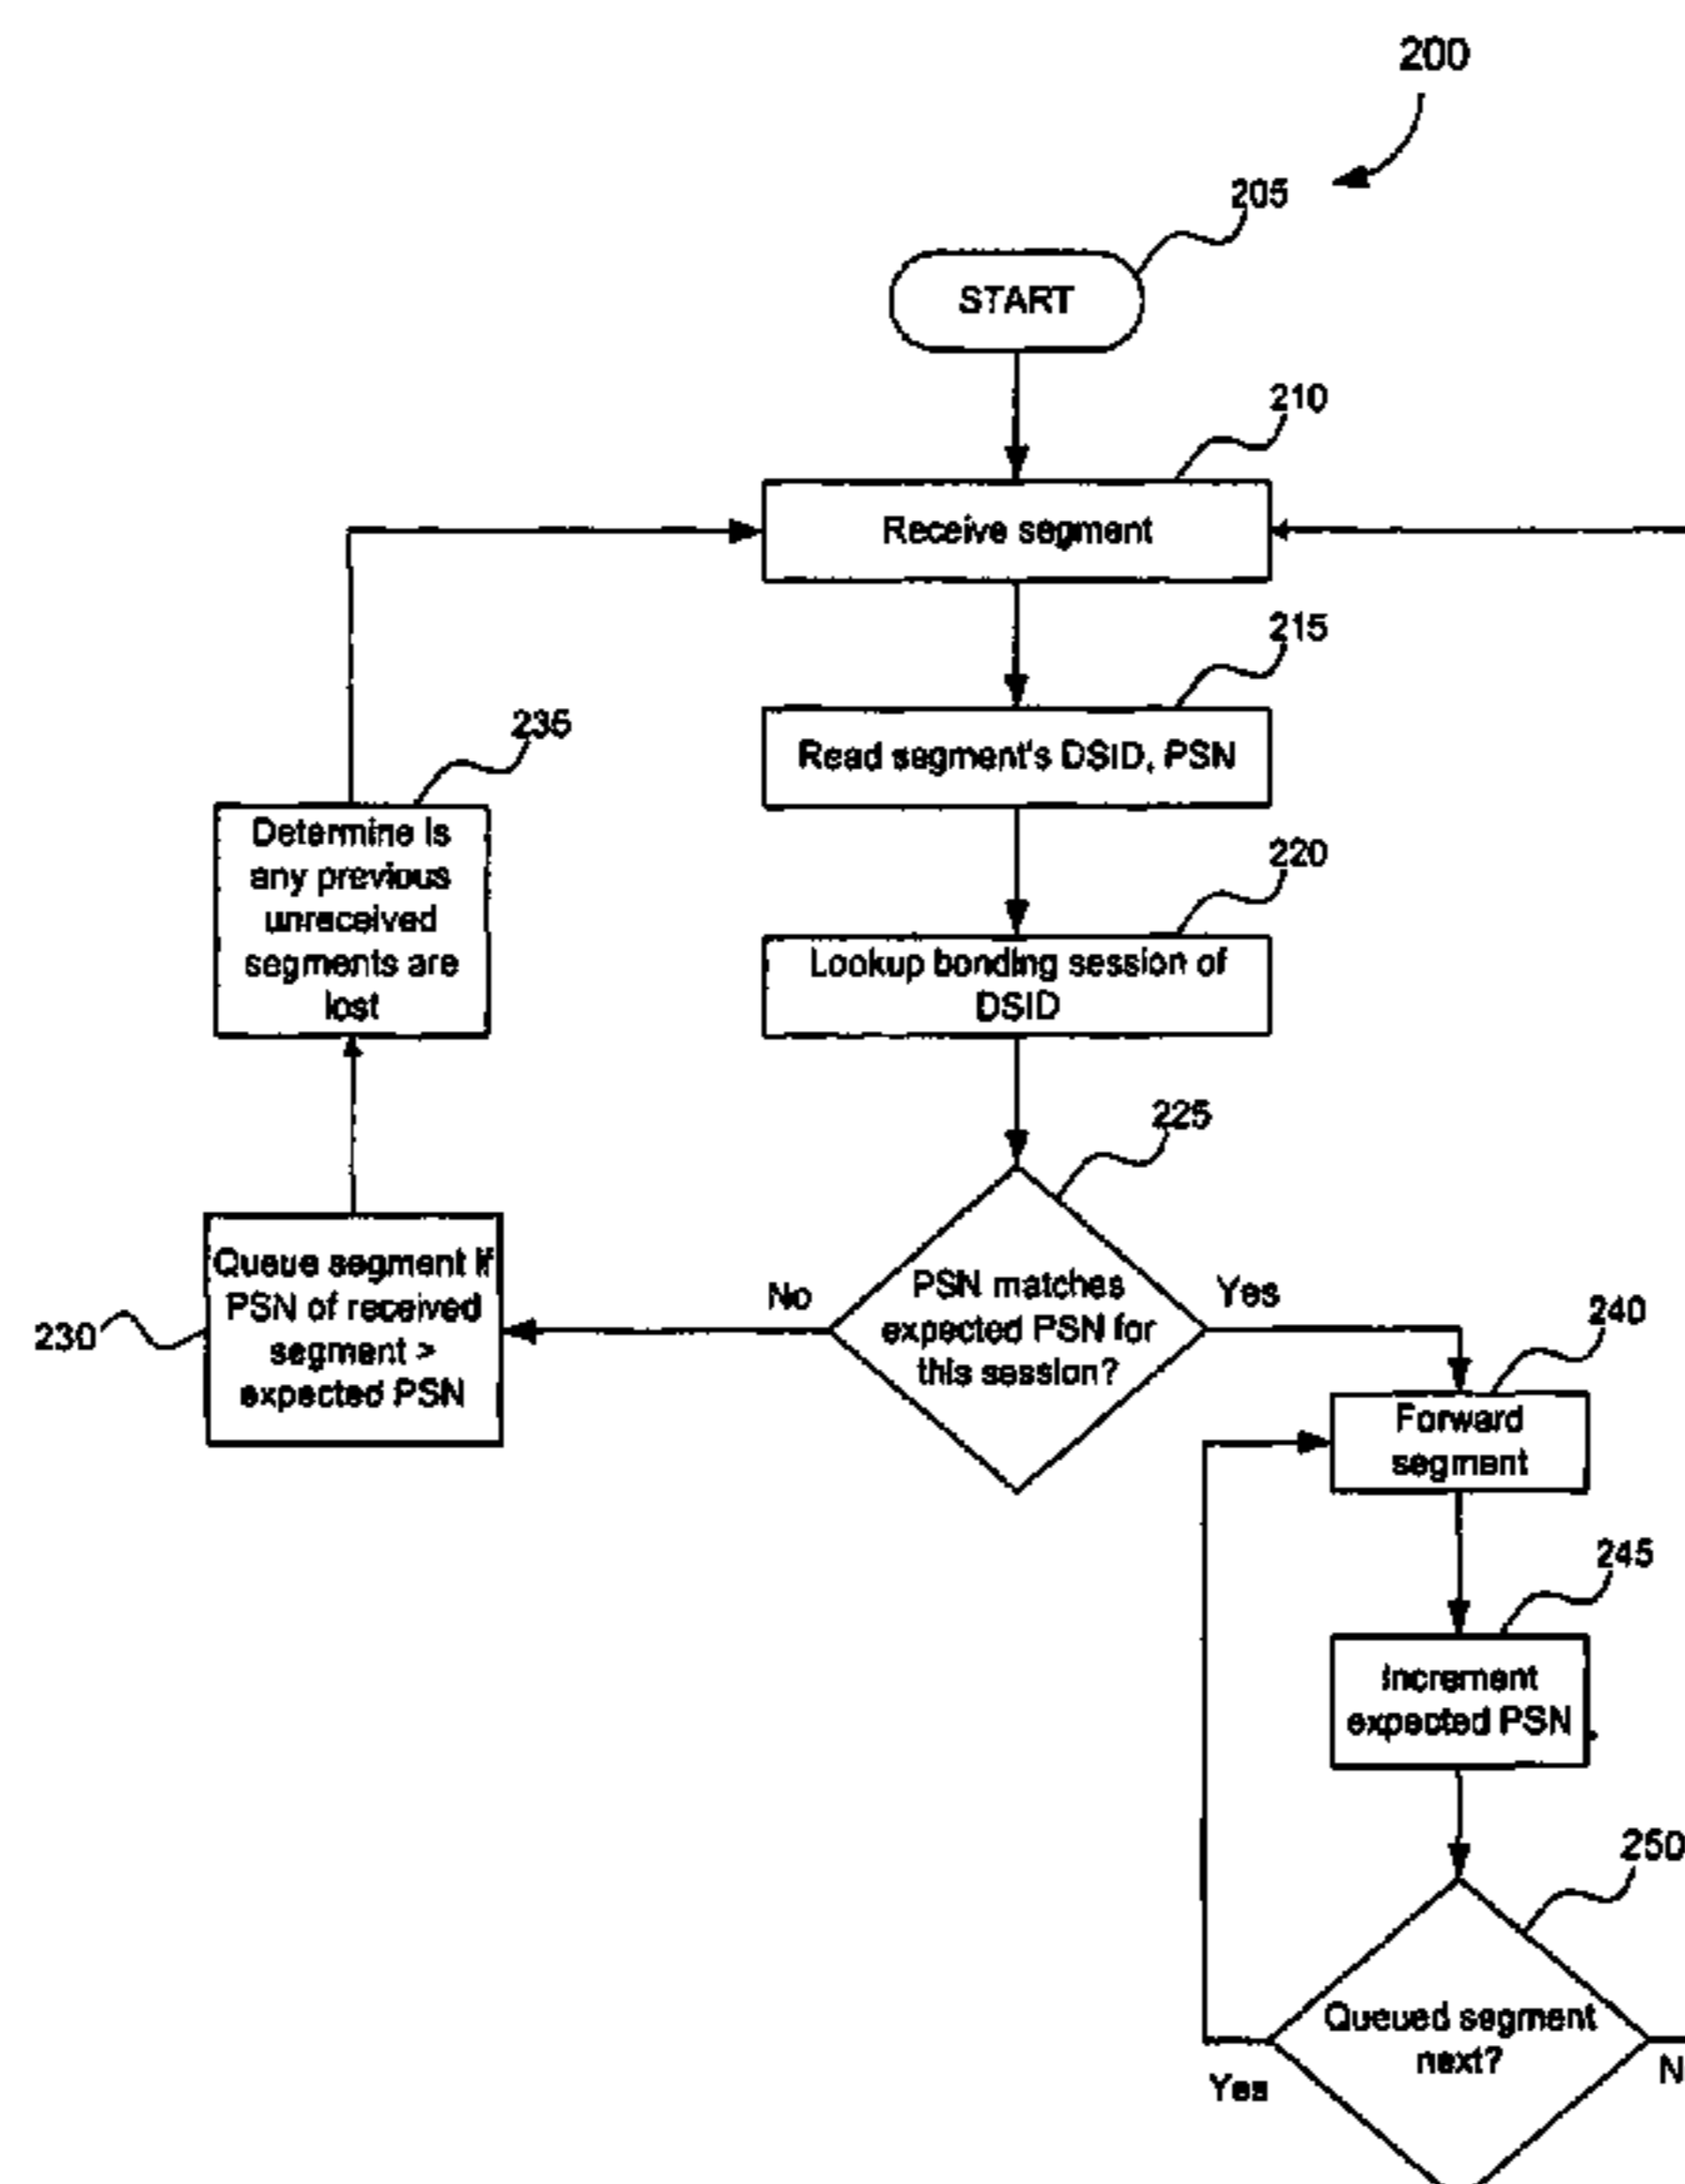 200
205
START
210
Receive segment
215
Read segment's DSID, PSN
220
Lookup bonding session of
DSID
235
Determine is
any previous
unreceived
segments are
lost
225
PSN matches
expected PSN for
this session?
No
Yes
230
Queue segment if
PSN of received
segment >
expected PSN
240
Forward
segment
245
Increment
expected PSN
250
Queued segment
next?
Yes
N